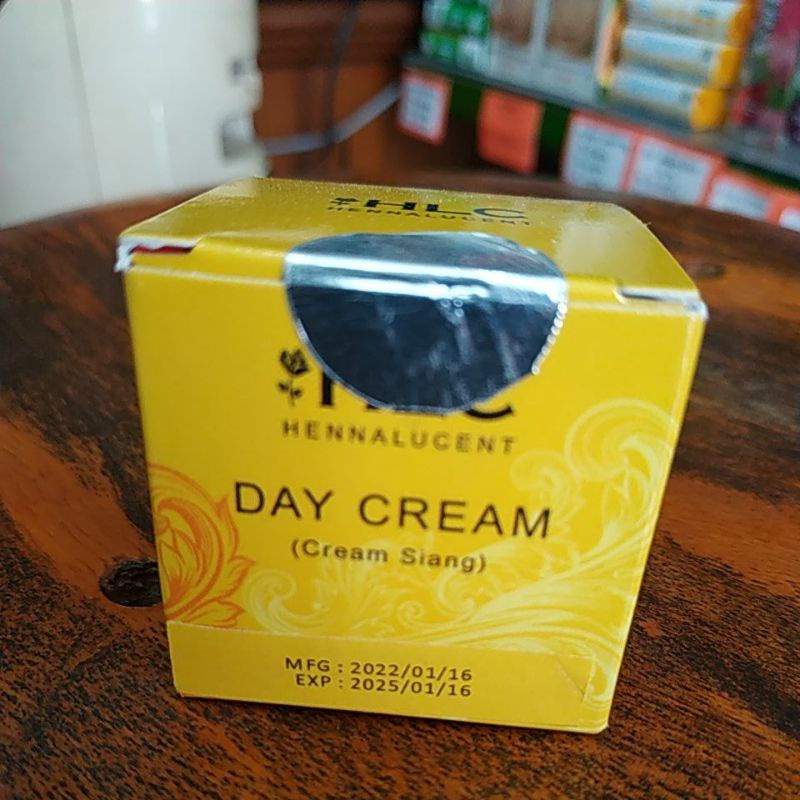 HLC
HENNALUCENT
HENNALUCENT
DAY CREAM
(Cream Siang)
MFG : 2022/01/16
EXP : 2025/01/16